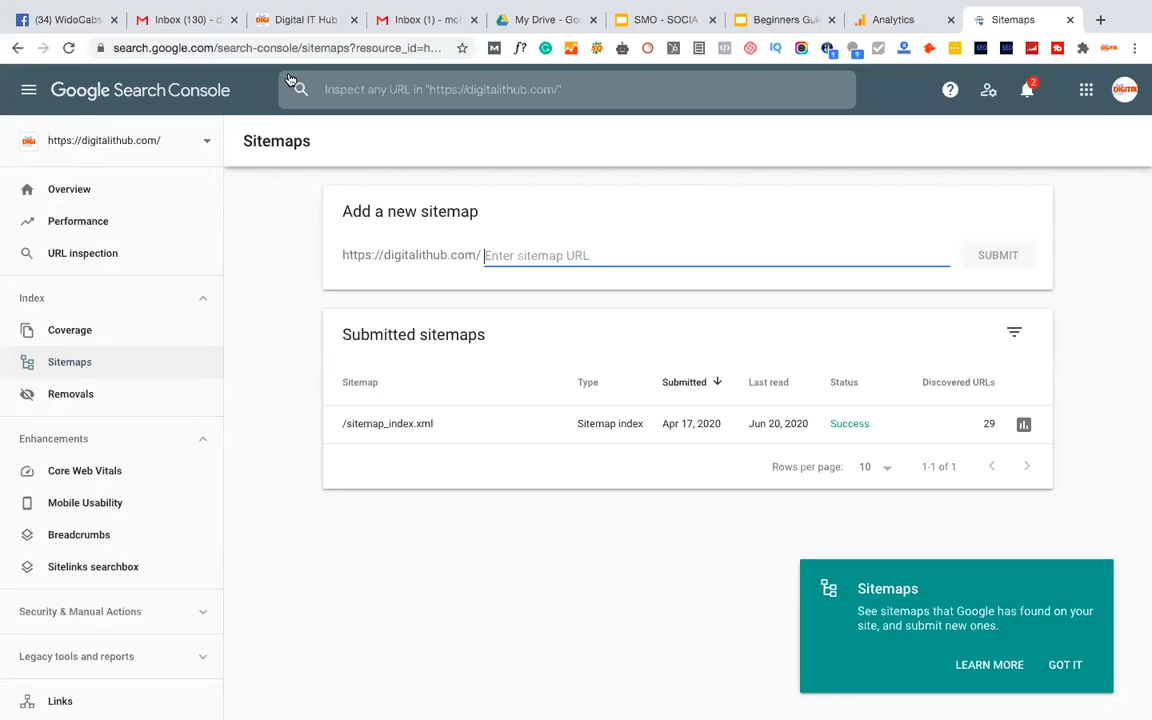 (34) WidoCabs
Inbox (130) - d
Digital IT Hub
Inbox (1) - mo
My Drive - Goo
SMO - SOCIA
Beginners Gui
Analytics
Sitemaps
search.google.com/search-console/sitemaps?resource_id=h...
Google Search Console
Inspect any URL in "https://digitalithub.com/"
2
https://digitalithub.com/
Sitemaps
Overview
Performance
URL inspection
Index
Coverage
Sitemaps
Removals
Enhancements
Core Web Vitals
Mobile Usability
Breadcrumbs
Sitelinks searchbox
Security & Manual Actions
Legacy tools and reports
Links
Add a new sitemap
https://digitalithub.com/ Enter sitemap URL
SUBMIT
Submitted sitemaps
Sitemap Type Submitted Last read Status Discovered URLs
/sitemap_index.xml Sitemap index Apr 17, 2020 Jun 20, 2020 Success 29
Rows per page: 10 1-1 of 1
Sitemaps
See sitemaps that Google has found on your
site, and submit new ones.
LEARN MORE GOT IT